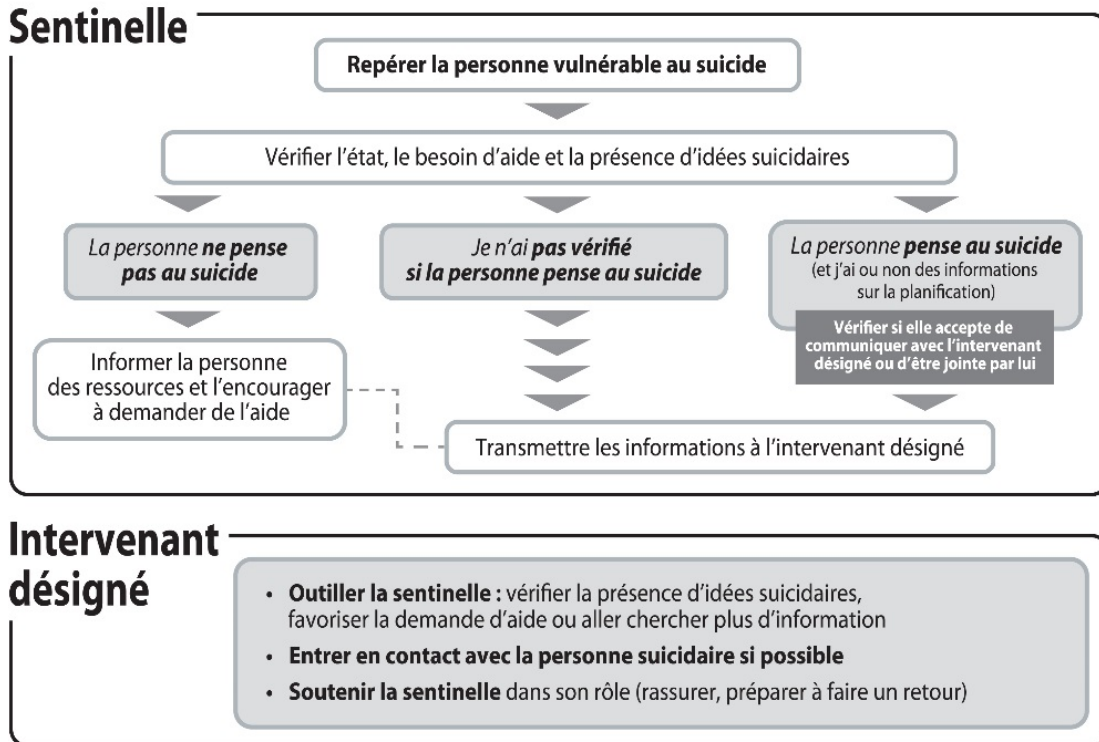 Sentinelle
Repérer la personne vulnérable au suicide
Vérifier l'état, le besoin d'aide et la présence d'idées suicidaires
La personne ne pense
pas au suicide
Je n'ai pas vérifié
si la personne pense au suicide
La personne pense au suicide
(et j'ai ou non des informations
sur la planification)
Vérifier si elle accepte de
communiquer avec l'intervenant
désigné ou d'être jointe par lui
Informer la personne
des ressources et l'encourager
à demander de l'aide
Transmettre les informations à l'intervenant désigné
Intervenant
désigné
• Outiller la sentinelle : vérifier la présence d'idées suicidaires,
favoriser la demande d'aide ou aller chercher plus d'information
• Entrer en contact avec la personne suicidaire si possible
• Soutenir la sentinelle dans son rôle (rassurer, préparer à faire un retour)